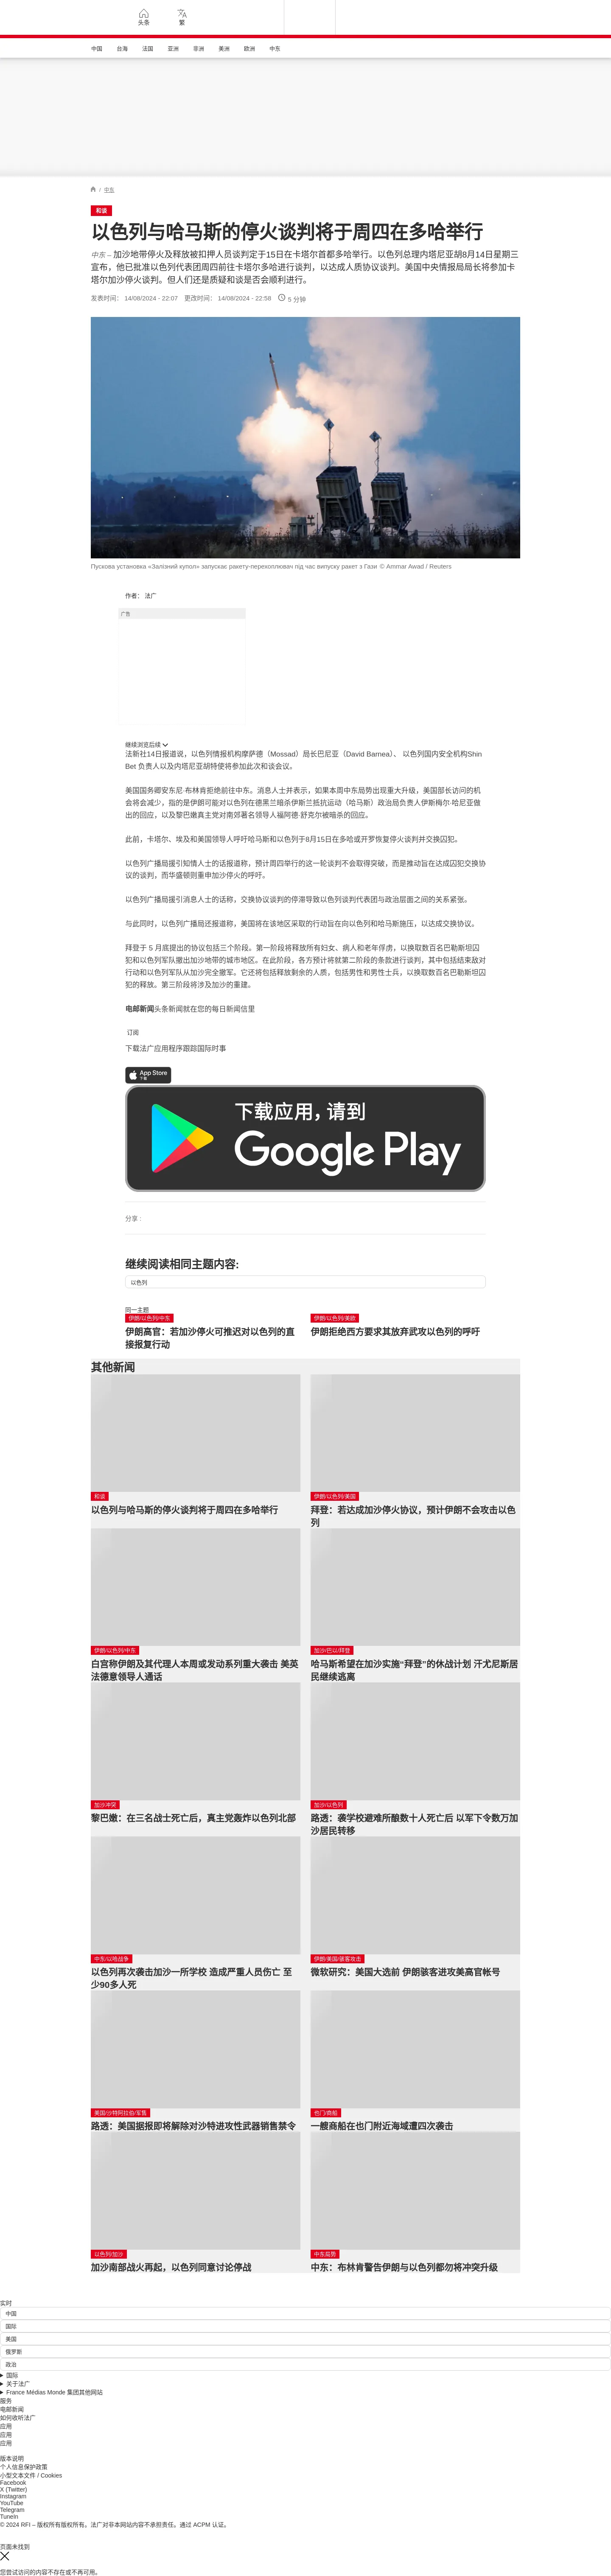 头条
繁
中国
台海
法国
亚洲
非洲
美洲
欧洲
中东
/ 中东
和谈
以色列与哈马斯的停火谈判将于周四在多哈举行
中东 – 加沙地带停火及释放被扣押人员谈判定于15日在卡塔尔首都多哈举行。以色列总理内塔尼亚胡8月14日星期三
宣布，他已批准以色列代表团周四前往卡塔尔多哈进行谈判，以达成人质协议谈判。美国中央情报局局长将参加卡
塔尔加沙停火谈判。但人们还是质疑和谈是否会顺利进行。
发表时间： 14/08/2024 - 22:07 更改时间： 14/08/2024 - 22:58 5 分钟
Пускова установка «Залізний купол» запускає ракету-перехоплювач під час випуску ракет з Гази © Ammar Awad / Reuters
作者： 法广
广告
继续浏览后续
法新社14日报道说，以色列情报机构摩萨德（Mossad）局长巴尼亚（David Barnea）、 以色列国内安全机构Shin
Bet 负责人以及内塔尼亚胡特使将参加此次和谈会议。
美国国务卿安东尼·布林肯拒绝前往中东。消息人士并表示，如果本周中东局势出现重大升级，美国部长访问的机
会将会减少，指的是伊朗可能对以色列在德黑兰暗杀伊斯兰抵抗运动（哈马斯）政治局负责人伊斯梅尔·哈尼亚做
出的回应，以及黎巴嫩真主党对南郊著名领导人福阿德·舒克尔被暗杀的回应。
此前，卡塔尔、埃及和美国领导人呼吁哈马斯和以色列于8月15日在多哈或开罗恢复停火谈判并交换囚犯。
以色列广播局援引知情人士的话报道称，预计周四举行的这一轮谈判不会取得突破，而是推动旨在达成囚犯交换协
议的谈判，而华盛顿则重申加沙停火的呼吁。
以色列广播局援引消息人士的话称，交换协议谈判的停滞导致以色列谈判代表团与政治层面之间的关系紧张。
与此同时，以色列广播局还报道称，美国将在该地区采取的行动旨在向以色列和哈马斯施压，以达成交换协议。
拜登于 5 月底提出的协议包括三个阶段。第一阶段将释放所有妇女、病人和老年俘虏，以换取数百名巴勒斯坦囚
犯和以色列军队撤出加沙地带的城市地区。在此阶段，各方预计将就第二阶段的条款进行谈判，其中包括结束敌对
行动和以色列军队从加沙完全撤军。它还将包括释放剩余的人质，包括男性和男性士兵，以换取数百名巴勒斯坦囚
犯的释放。第三阶段将涉及加沙的重建。
电邮新闻头条新闻就在您的每日新闻信里
订阅
下载法广应用程序跟踪国际时事
App Store
下载
下载应用，请到
Google Play
分享 :
继续阅读相同主题内容:
以色列
同一主题
伊朗/以色列/中东
伊朗高官：若加沙停火可推迟对以色列的直
接报复行动
伊朗/以色列/美欧
伊朗拒绝西方要求其放弃武攻以色列的呼吁
其他新闻
和谈
以色列与哈马斯的停火谈判将于周四在多哈举行
伊朗/以色列/美国
拜登：若达成加沙停火协议，预计伊朗不会攻击以色
列
伊朗/以色列/中东
白宫称伊朗及其代理人本周或发动系列重大袭击 美英
法德意领导人通话
加沙/巴以/拜登
哈马斯希望在加沙实施“拜登”的休战计划 汗尤尼斯居
民继续逃离
加沙冲突
黎巴嫩：在三名战士死亡后，真主党轰炸以色列北部
加沙/以色列
路透：袭学校避难所酿数十人死亡后 以军下令数万加
沙居民转移
中东/以哈战争
以色列再次袭击加沙一所学校 造成严重人员伤亡 至
少90多人死
伊朗/美国/骇客攻击
微软研究：美国大选前 伊朗骇客进攻美高官帐号
美国/沙特阿拉伯/军售
路透：美国据报即将解除对沙特进攻性武器销售禁令
也门/商船
一艘商船在也门附近海域遭四次袭击
以色列/加沙
加沙南部战火再起，以色列同意讨论停战
中东局势
中东：布林肯警告伊朗与以色列都勿将冲突升级
实时
中国
国际
美国
俄罗斯
政治
国际
关于法广
France Médias Monde 集团其他网站
服务
电邮新闻
如何收听法广
应用
应用
应用
版本说明
个人信息保护政策
小型文本文件 / Cookies
Facebook
X (Twitter)
Instagram
YouTube
Telegram
TuneIn
© 2024 RFI – 版权所有版权所有。法广对非本网站内容不承担责任。通过 ACPM 认证。
页面未找到
您尝试访问的内容不存在或不再可用。